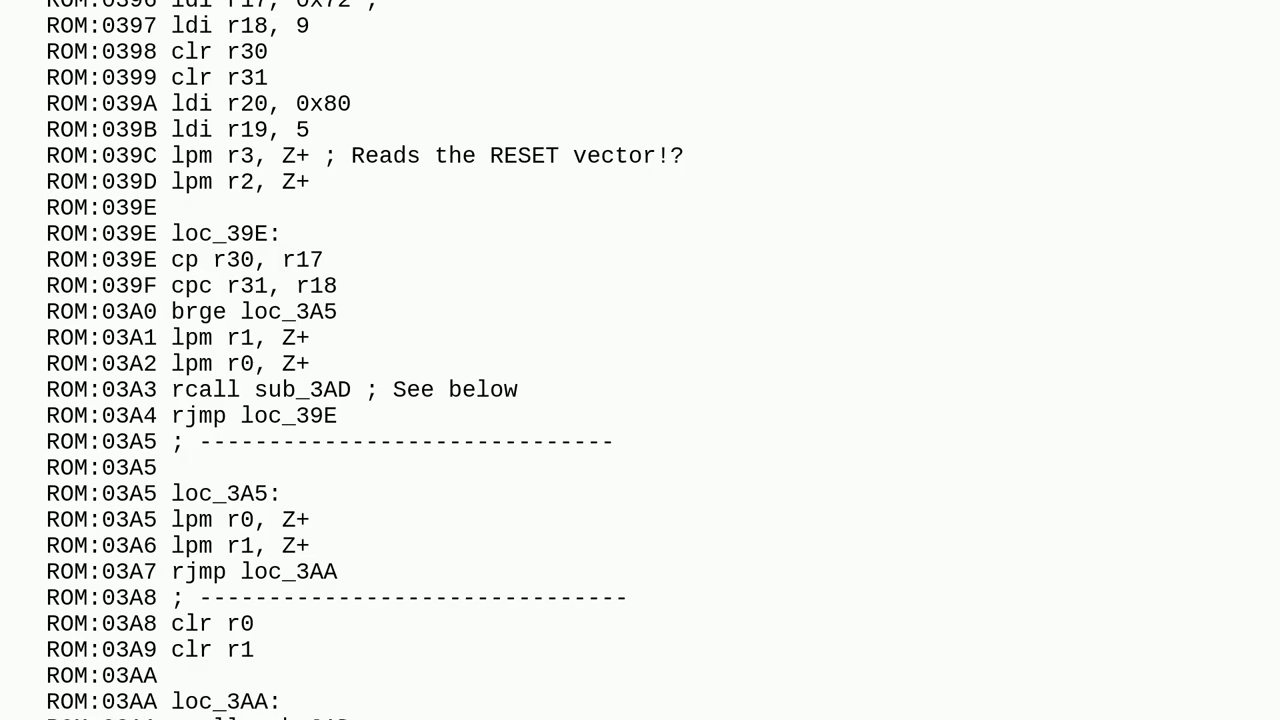 ROM:0396 ldi r17, 0x72 ;
ROM:0397 ldi r18, 9
ROM:0398 clr r30
ROM:0399 clr r31
ROM:039A ldi r20, 0x80
ROM:039B ldi r19, 5
ROM:039C lpm r3, Z+ ; Reads the RESET vector!?
ROM:039D lpm r2, Z+
ROM:039E
ROM:039E loc_39E:
ROM:039E cp r30, r17
ROM:039F cpc r31, r18
ROM:03A0 brge loc_3A5
ROM:03A1 lpm r1, Z+
ROM:03A2 lpm r0, Z+
ROM:03A3 rcall sub_3AD ; See below
ROM:03A4 rjmp loc_39E
ROM:03A5 ; ------------------------------
ROM:03A5
ROM:03A5 loc_3A5:
ROM:03A5 lpm r0, Z+
ROM:03A6 lpm r1, Z+
ROM:03A7 rjmp loc_3AA
ROM:03A8 ; -------------------------------
ROM:03A8 clr r0
ROM:03A9 clr r1
ROM:03AA
ROM:03AA loc_3AA: